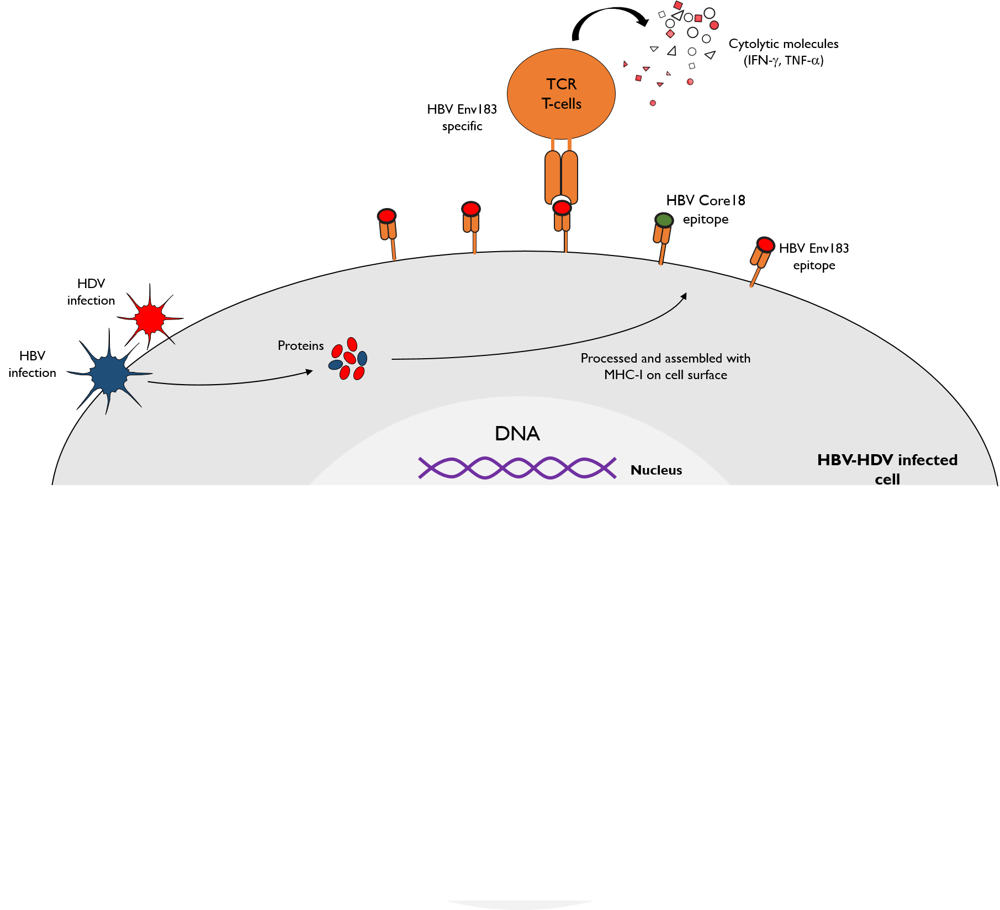 Cytolytic molecules
(IFN-γ, TNF-α)
TCR
T-cells
HBV Env183
specific
HBV Core18
epitope
HBV Env183
epitope
HDV
infection
HBV
infection
Proteins
Processed and assembled with
MHC-I on cell surface
DNA
Nucleus
HBV-HDV infected
cell